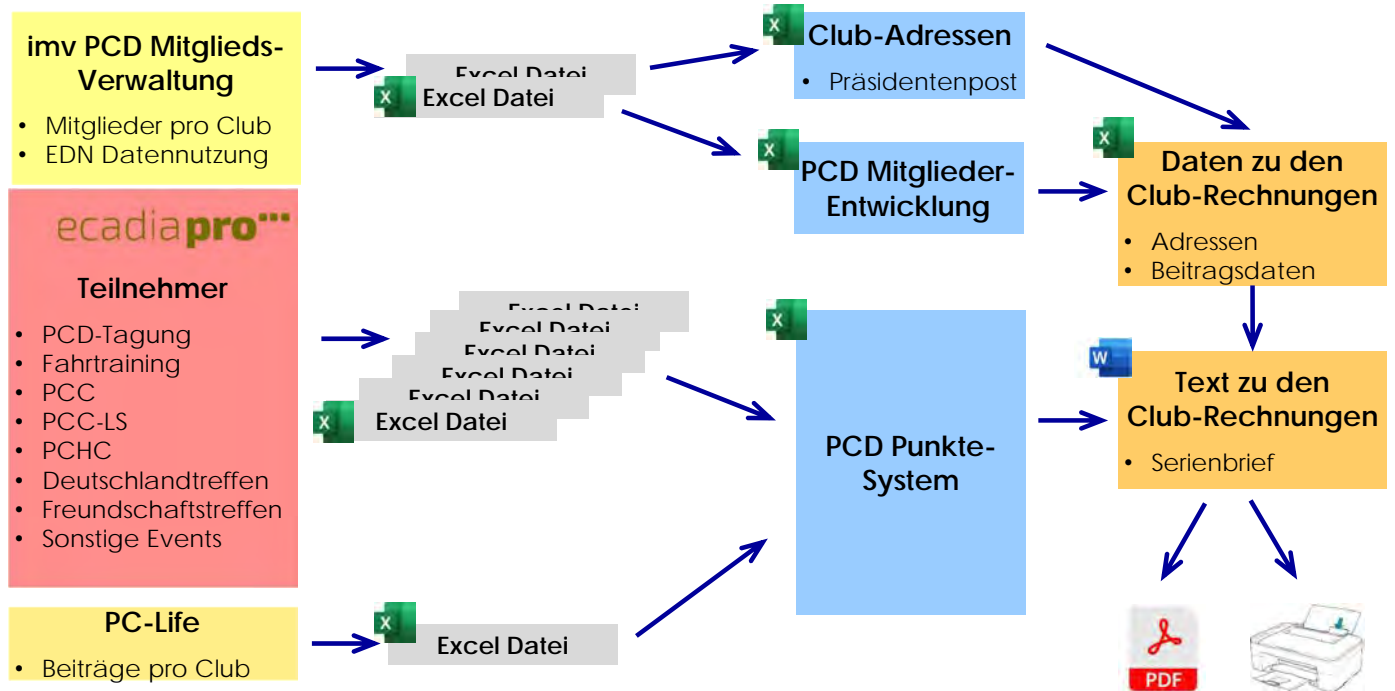 imv PCD Mitglieds-
Verwaltung
• Mitglieder pro Club
• EDN Datennutzung
ecadiapro
Teilnehmer
• PCD-Tagung
• Fahrtraining
• PCC
• PCC-LS
• PCHC
• Deutschlandtreffen
• Freundschaftstreffen
• Sonstige Events
PC-Life
• Beiträge pro Club
Excel Datei
X
Excel Datei
Excel Datei
Excel Datei
Excel Datei
Excel Datei
Excel Datei
X
Excel Datei
X
Excel Datei
X
Club-Adressen
• Präsidentenpost
X
PCD Mitglieder-
Entwicklung
X
PCD Punkte-
System
X
Daten zu den
Club-Rechnungen
• Adressen
• Beitragsdaten
W
Text zu den
Club-Rechnungen
• Serienbrief
PDF